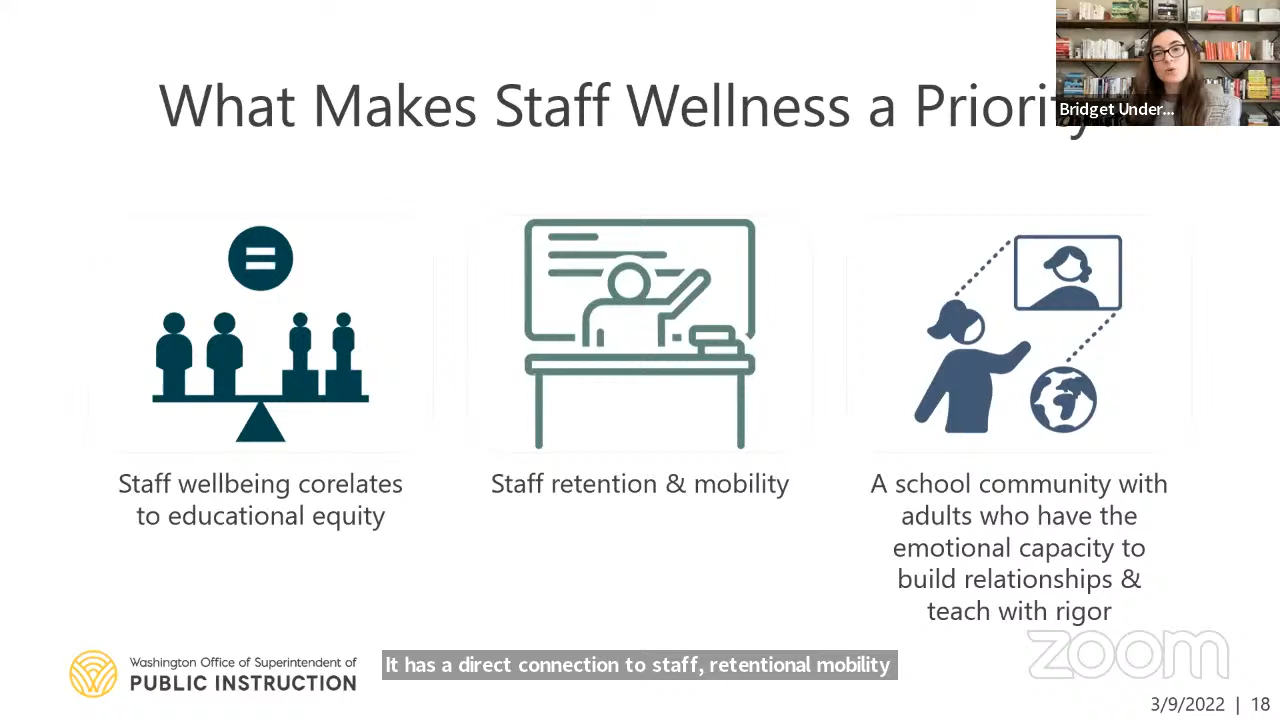 What Makes Staff Wellness a Priority
Bridget Under...
Staff wellbeing corelates
to educational equity
Staff retention & mobility
A school community with
adults who have the
emotional capacity to
build relationships &
teach with rigor
Washington Office of Superintendent of
PUBLIC INSTRUCTION
It has a direct connection to staff, retentional mobility
zoom
3/9/2022 | 18